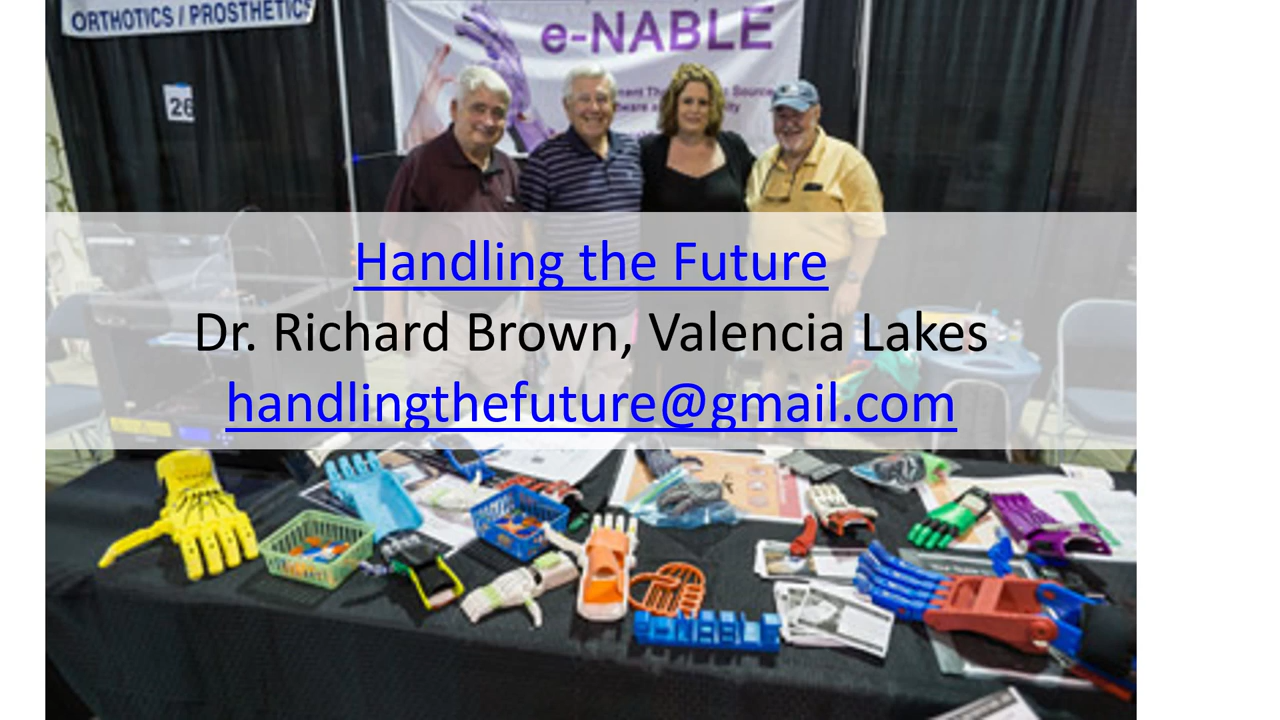 ORTHOTICS / PROSTHETICS
26
e-NABLE
Handling the Future
Dr. Richard Brown, Valencia Lakes
handlingthefuture@gmail.com